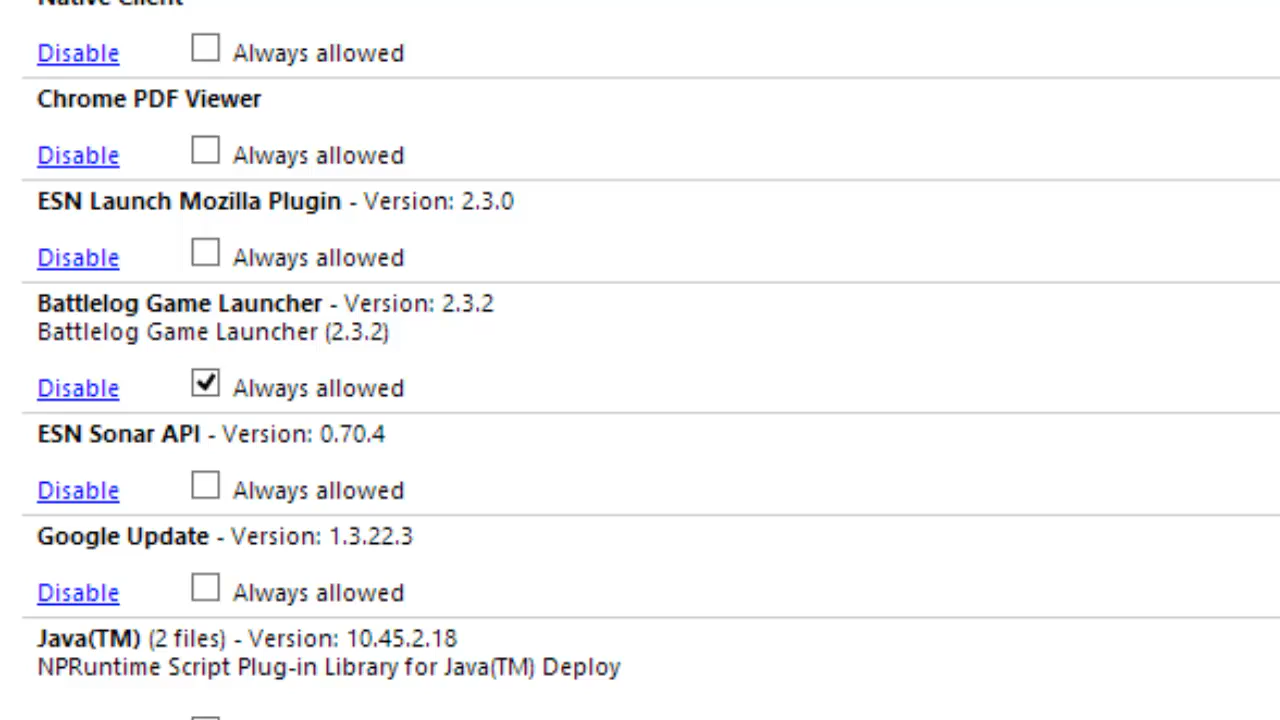 Native Client
Disable Always allowed
Chrome PDF Viewer
Disable Always allowed
ESN Launch Mozilla Plugin - Version: 2.3.0
Disable Always allowed
Battlelog Game Launcher - Version: 2.3.2
Battlelog Game Launcher (2.3.2)
Disable Always allowed
ESN Sonar API - Version: 0.70.4
Disable Always allowed
Google Update - Version: 1.3.22.3
Disable Always allowed
Java(TM) (2 files) - Version: 10.45.2.18
NPRuntime Script Plug-in Library for Java(TM) Deploy